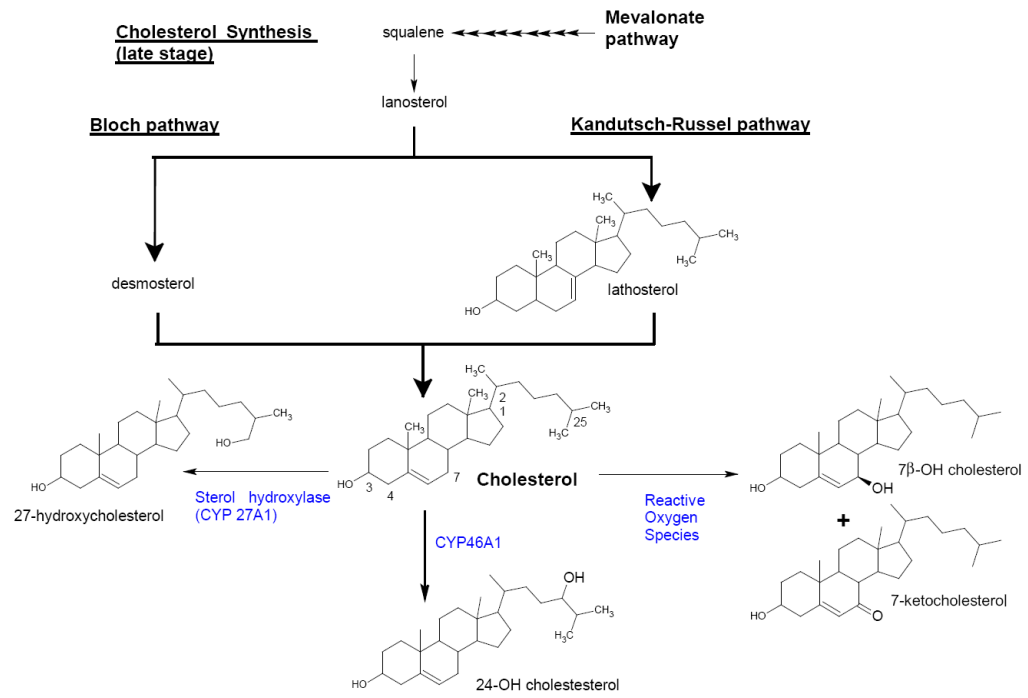 Cholesterol Synthesis
(late stage)
squalene
Mevalonate
pathway
lanosterol
Bloch pathway
Kandutsch-Russel pathway
H₃C
CH₃
CH₃
CH₃
H₃C
HO
desmosterol
lathosterol
H₃C
CH₃
2
1
CH₃
CH₃
25
H₃C
HO
3
4
7
Cholesterol
CH₃
HO
HO
27-hydroxycholesterol
Sterol hydroxylase
(CYP 27A1)
CYP46A1
Reactive
Oxygen
Species
HO
OH
7β-OH cholesterol
+
HO
O
7-ketocholesterol
OH
CH₃
H₃C
HO
24-OH cholestesterol